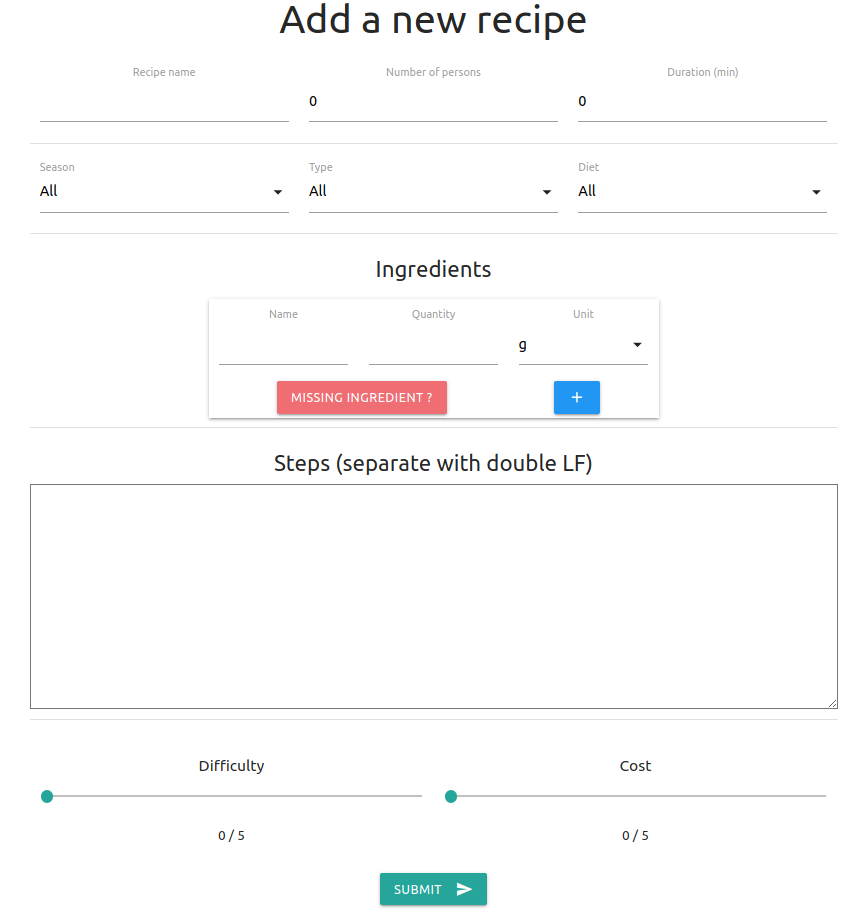 Add a new recipe
Recipe name Number of persons Duration (min)
0 0
Season Type Diet
All All All
Ingredients
Name Quantity Unit
g
MISSING INGREDIENT ? +
Steps (separate with double LF)
Difficulty Cost
0 / 5 0 / 5
SUBMIT